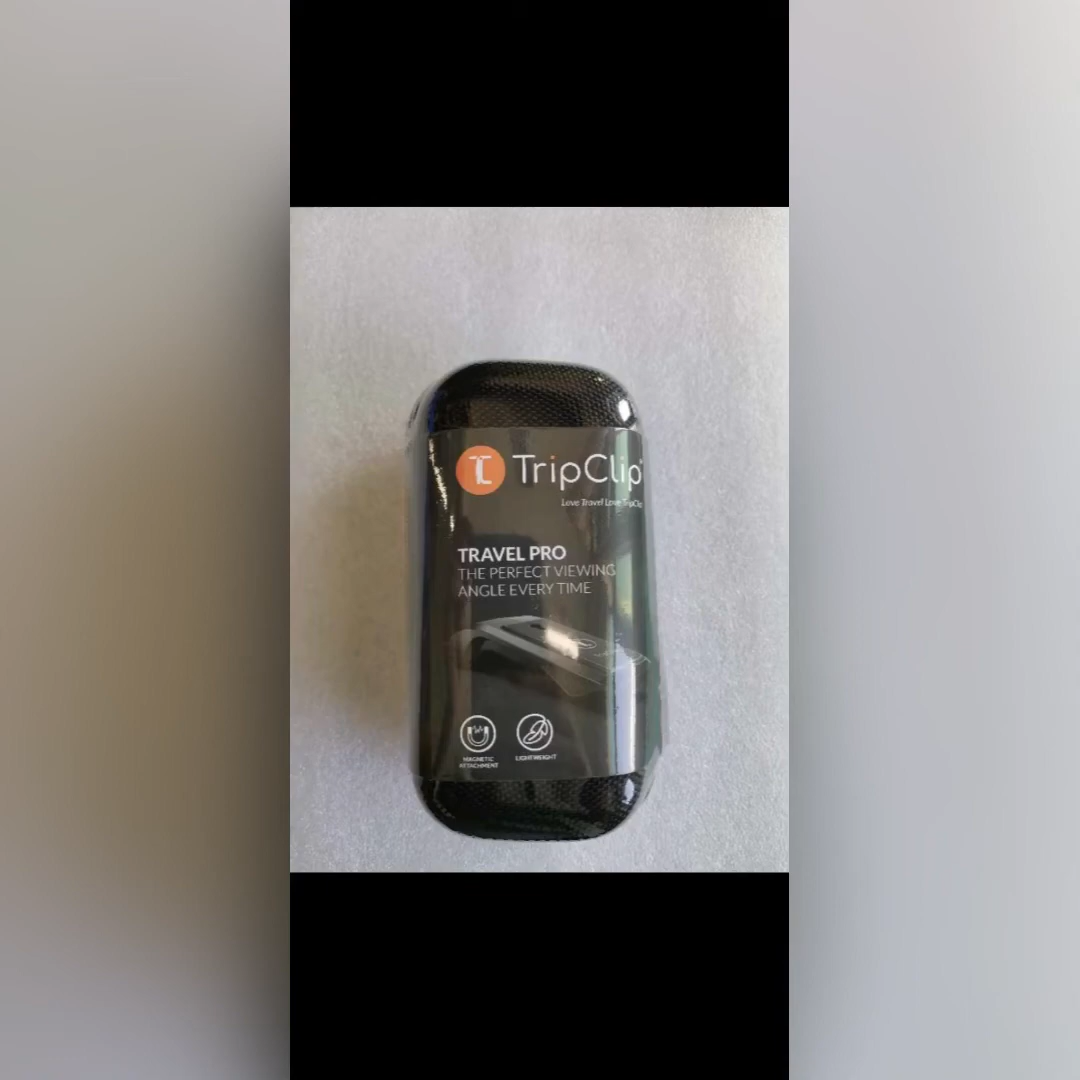 TripClip
Love Travel Love TripClip
TRAVEL PRO
THE PERFECT VIEWING
ANGLE EVERY TIME
MAGNETIC
ATTACHMENT
LIGHTWEIGHT